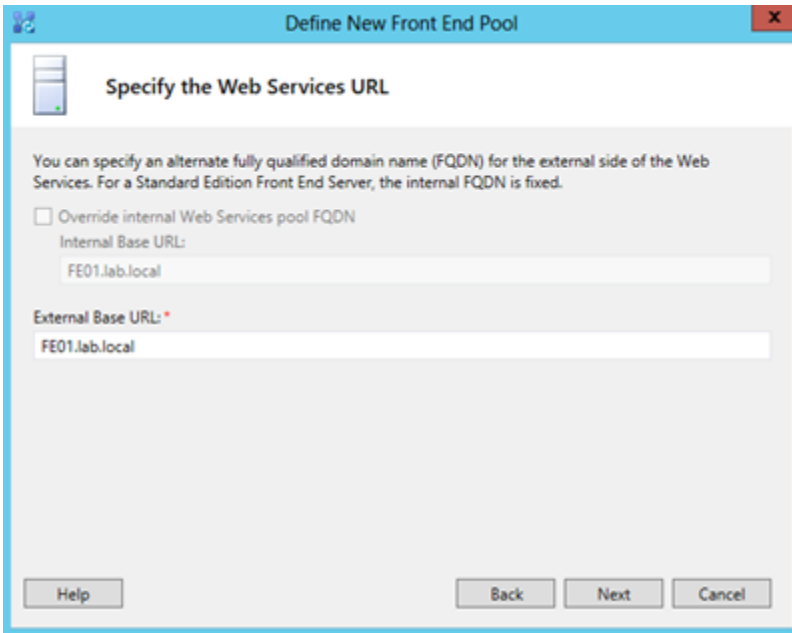 Define New Front End Pool
x
Specify the Web Services URL
You can specify an alternate fully qualified domain name (FQDN) for the external side of the Web
Services. For a Standard Edition Front End Server, the internal FQDN is fixed.
Override internal Web Services pool FQDN
Internal Base URL:
FE01.lab.local
External Base URL: *
FE01.lab.local
Help Back Next Cancel